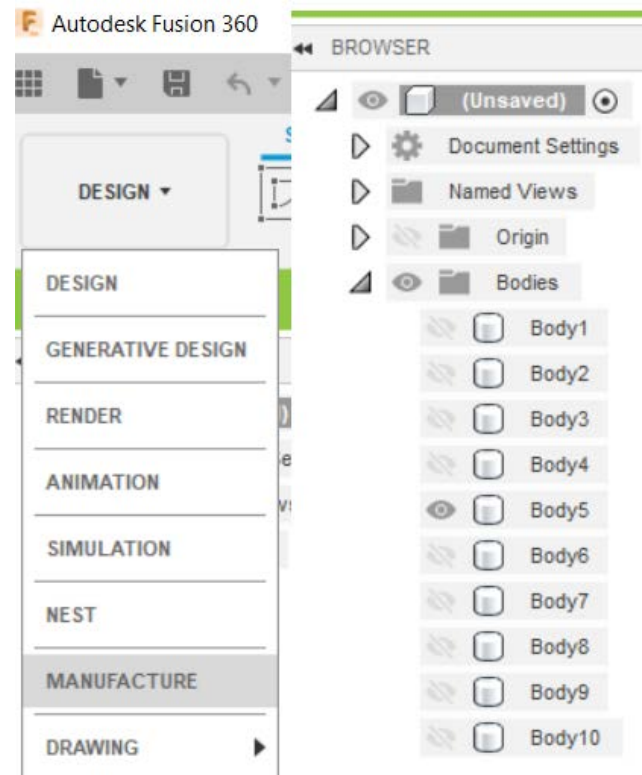 Autodesk Fusion 360
DESIGN
DESIGN
GENERATIVE DESIGN
RENDER
ANIMATION
SIMULATION
NEST
MANUFACTURE
DRAWING
BROWSER
(Unsaved)
Document Settings
Named Views
Origin
Bodies
Body1
Body2
Body3
Body4
Body5
Body6
Body7
Body8
Body9
Body10